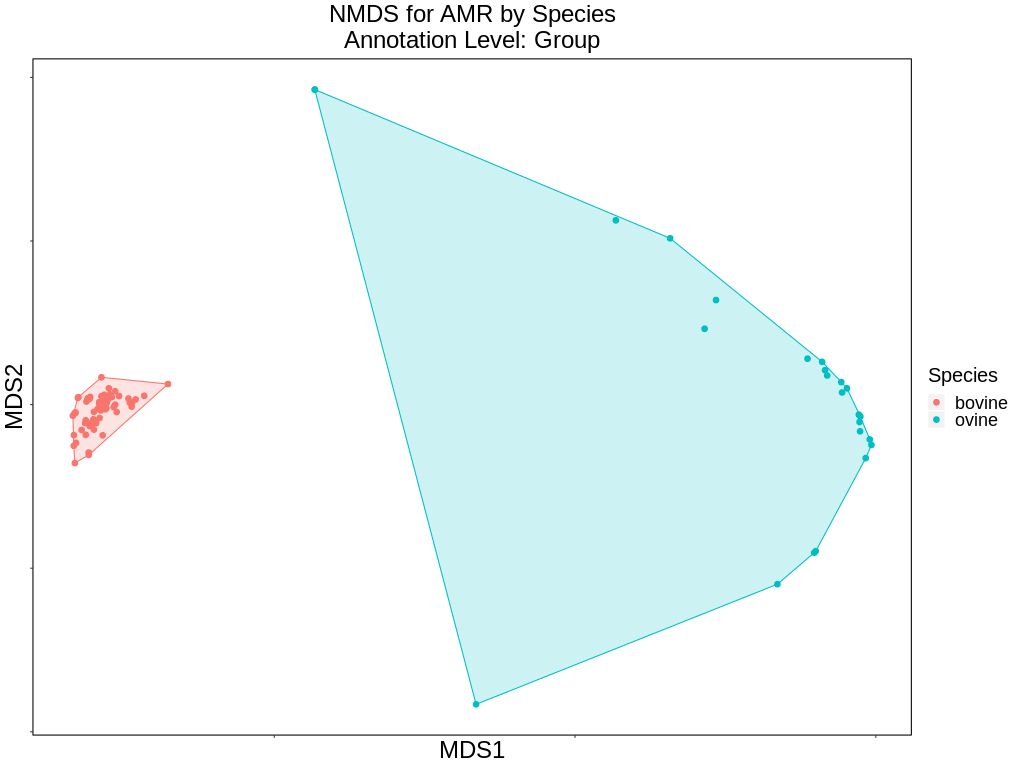 NMDS for AMR by Species
Annotation Level: Group
MDS2
MDS1
Species
bovine
ovine